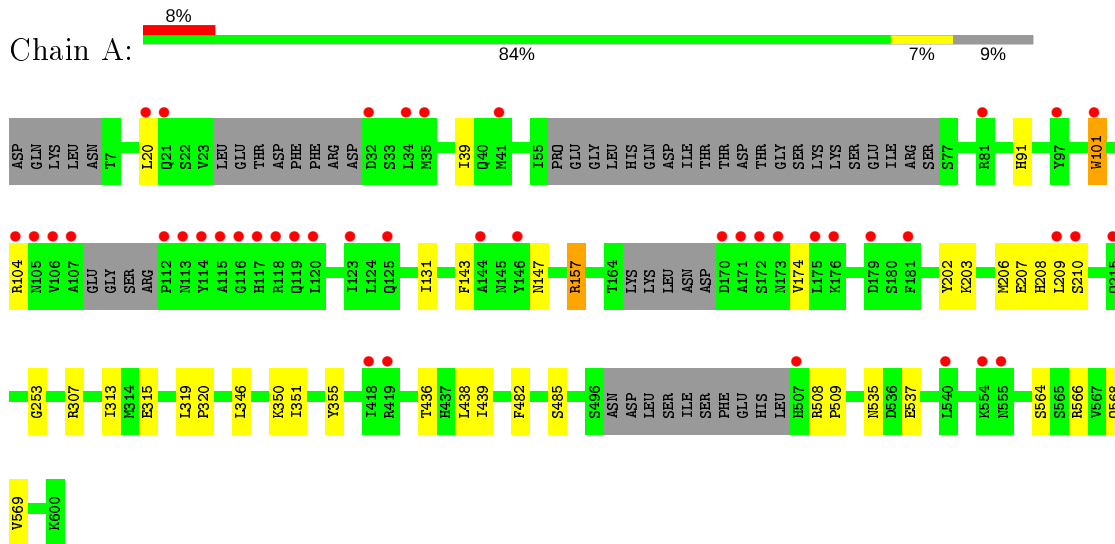 8%
Chain A:
84% 7% 9%
ASP GLN LYS LEU ASN T7 L20 Q21 S22 V23 LEU GLU THR ASP PHE PHE ARG ASP D32 S33 L34 M35 I39 Q40 M41 I55 PRO GLU GLY LEU HIS GLN ASP ILE THR THR ASP THR GLY SER LYS LYS SER GLU ILE ARG SER S77 R81 H91 Y97 W101
R104 N105 V106 A107 GLU GLY SER ARG P112 N113 Y114 A115 G116 H117 R118 Q119 L120 I123 L124 Q125 I131 F143 A144 N145 Y146 N147 R157 T164 LYS LYS LEU ASN ASP D170 A171 S172 N173 V174 L175 K176 D179 S180 F181 Y202 K203 M206 E207 H208 L209 S210
G253 R307 I313 M314 E315 L319 P320 L346 K350 I351 Y355 I418 R419 T436 H437 L438 I439 F482 S485 S496 ASN ASP LEU SER ILE SER PHE GLU HIS LEU H507 R508 P509 N535 D536 E537 L540 K554 N555 S564 S565 R566 V567
V569 K600